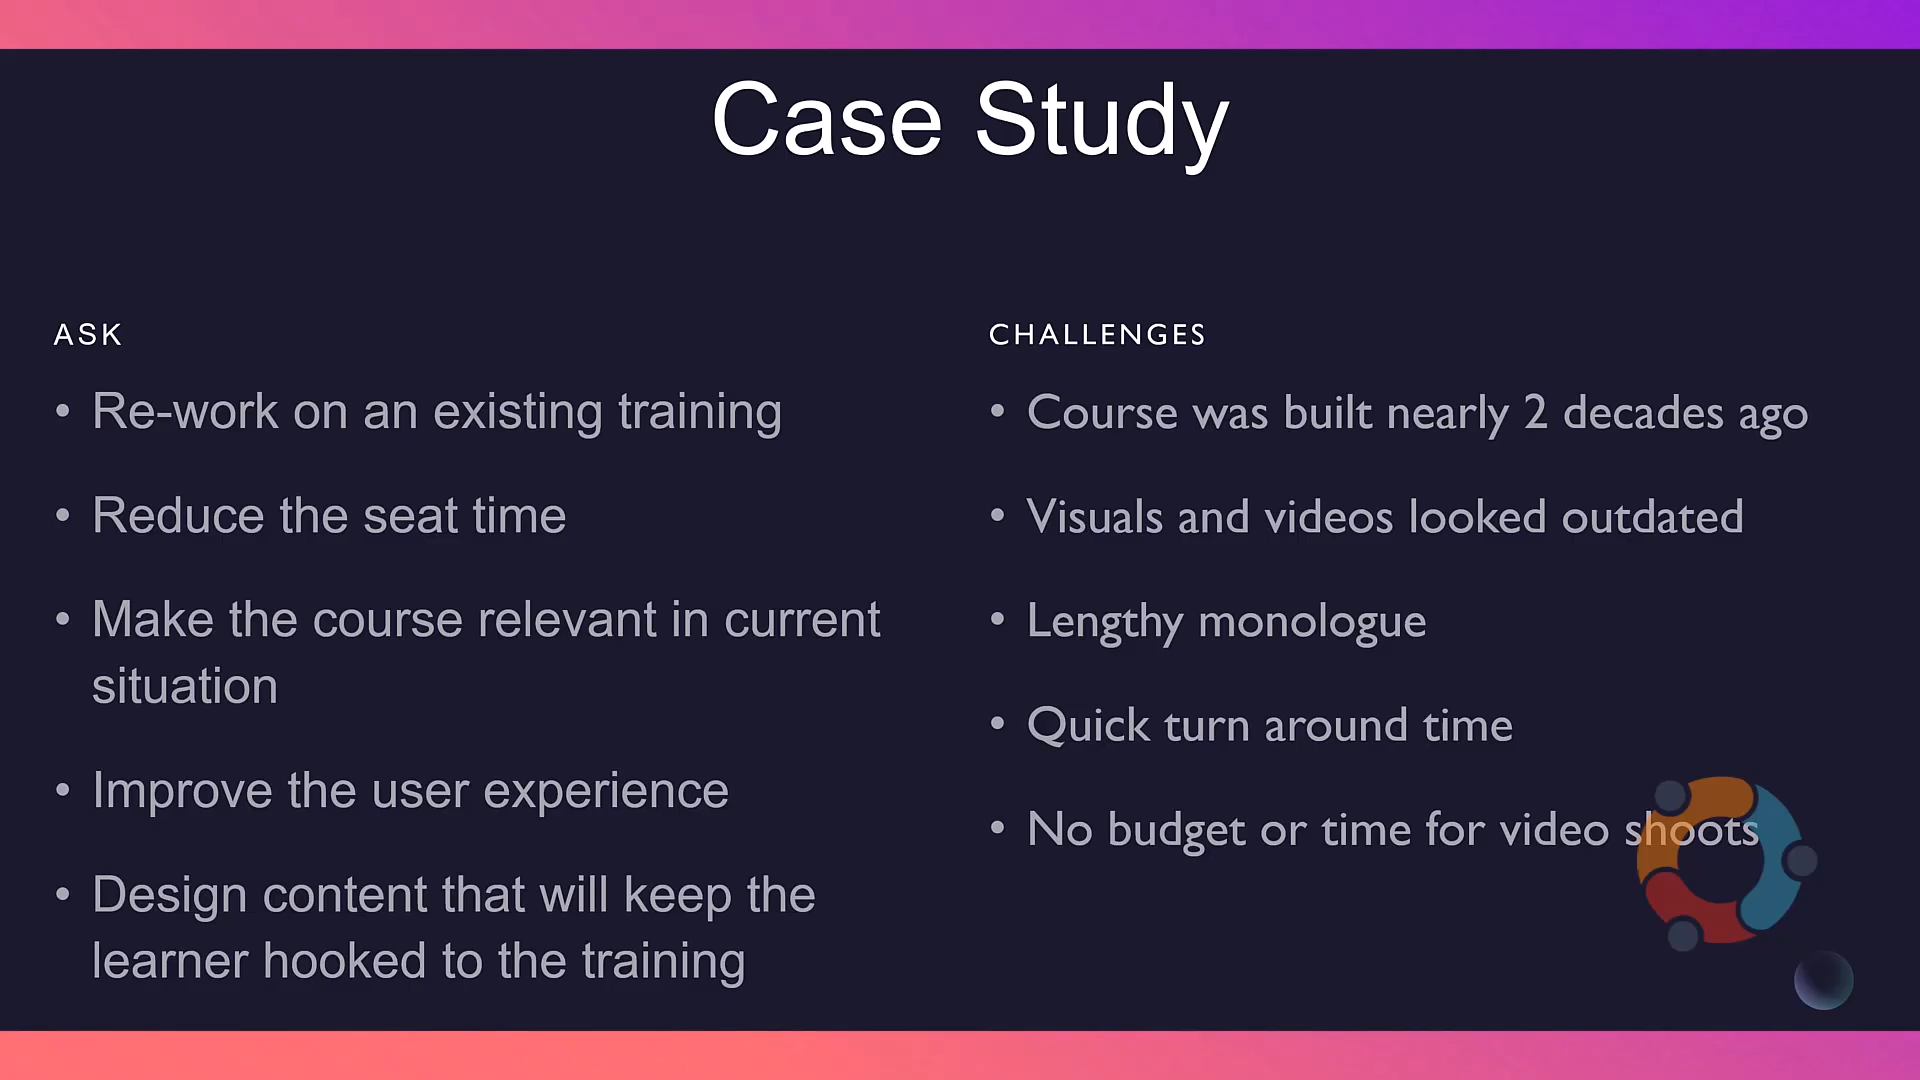 Case Study
ASK
• Re-work on an existing training
• Reduce the seat time
• Make the course relevant in current
situation
• Improve the user experience
• Design content that will keep the
learner hooked to the training
CHALLENGES
• Course was built nearly 2 decades ago
• Visuals and videos looked outdated
• Lengthy monologue
• Quick turn around time
• No budget or time for video shoots